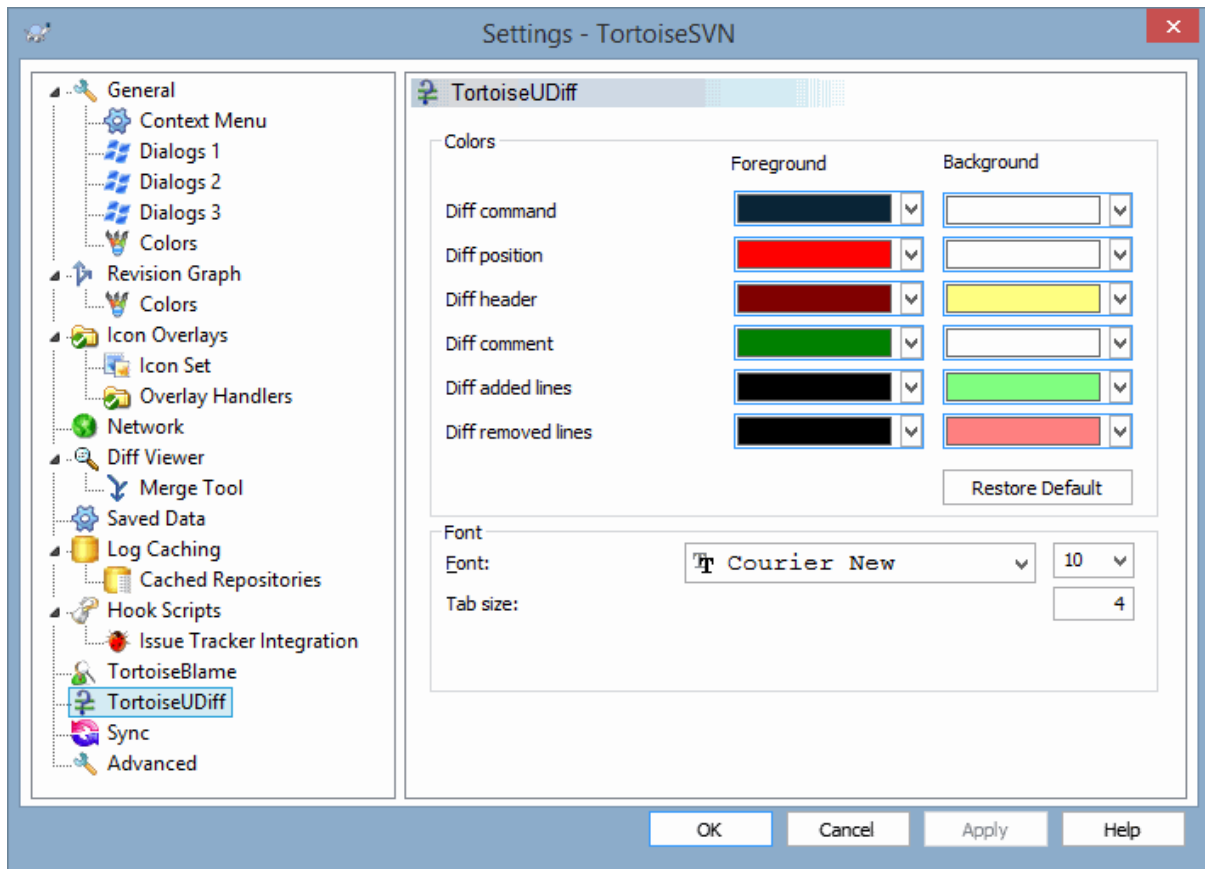 Settings - TortoiseSVN
General
Context Menu
Dialogs 1
Dialogs 2
Dialogs 3
Colors
Revision Graph
Colors
Icon Overlays
Icon Set
Overlay Handlers
Network
Diff Viewer
Merge Tool
Saved Data
Log Caching
Cached Repositories
Hook Scripts
Issue Tracker Integration
TortoiseBlame
TortoiseUDiff
Sync
Advanced
TortoiseUDiff
Colors
Foreground Background
Diff command
Diff position
Diff header
Diff comment
Diff added lines
Diff removed lines
Restore Default
Font
Font: Courier New 10
Tab size: 4
OK Cancel Apply Help